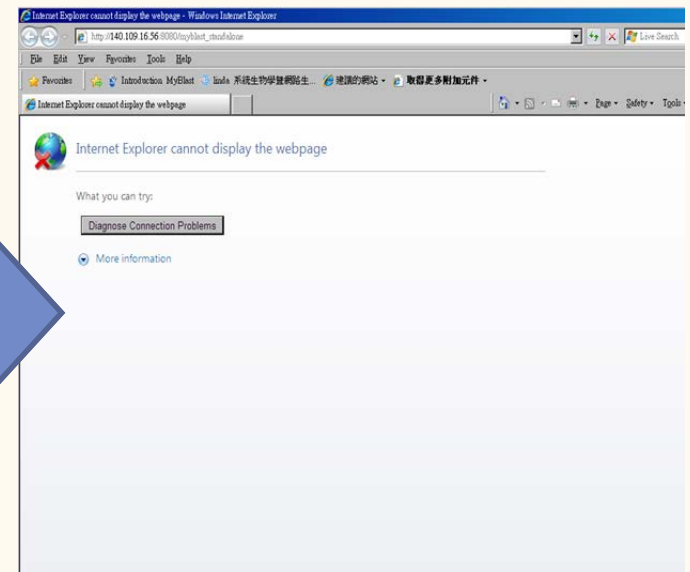 Internet Explorer cannot display the webpage - Windows Internet Explorer
http://140.109.16.56:8080/myblast_standalone
Live Search
File Edit View Favorites Tools Help
Favorites Introduction MyBlast linda 系統生物學暨網路生... 建議的網站 取得更多附加元件
Internet Explorer cannot display the webpage
Page Safety Tools
Internet Explorer cannot display the webpage
What you can try:
Diagnose Connection Problems
More information